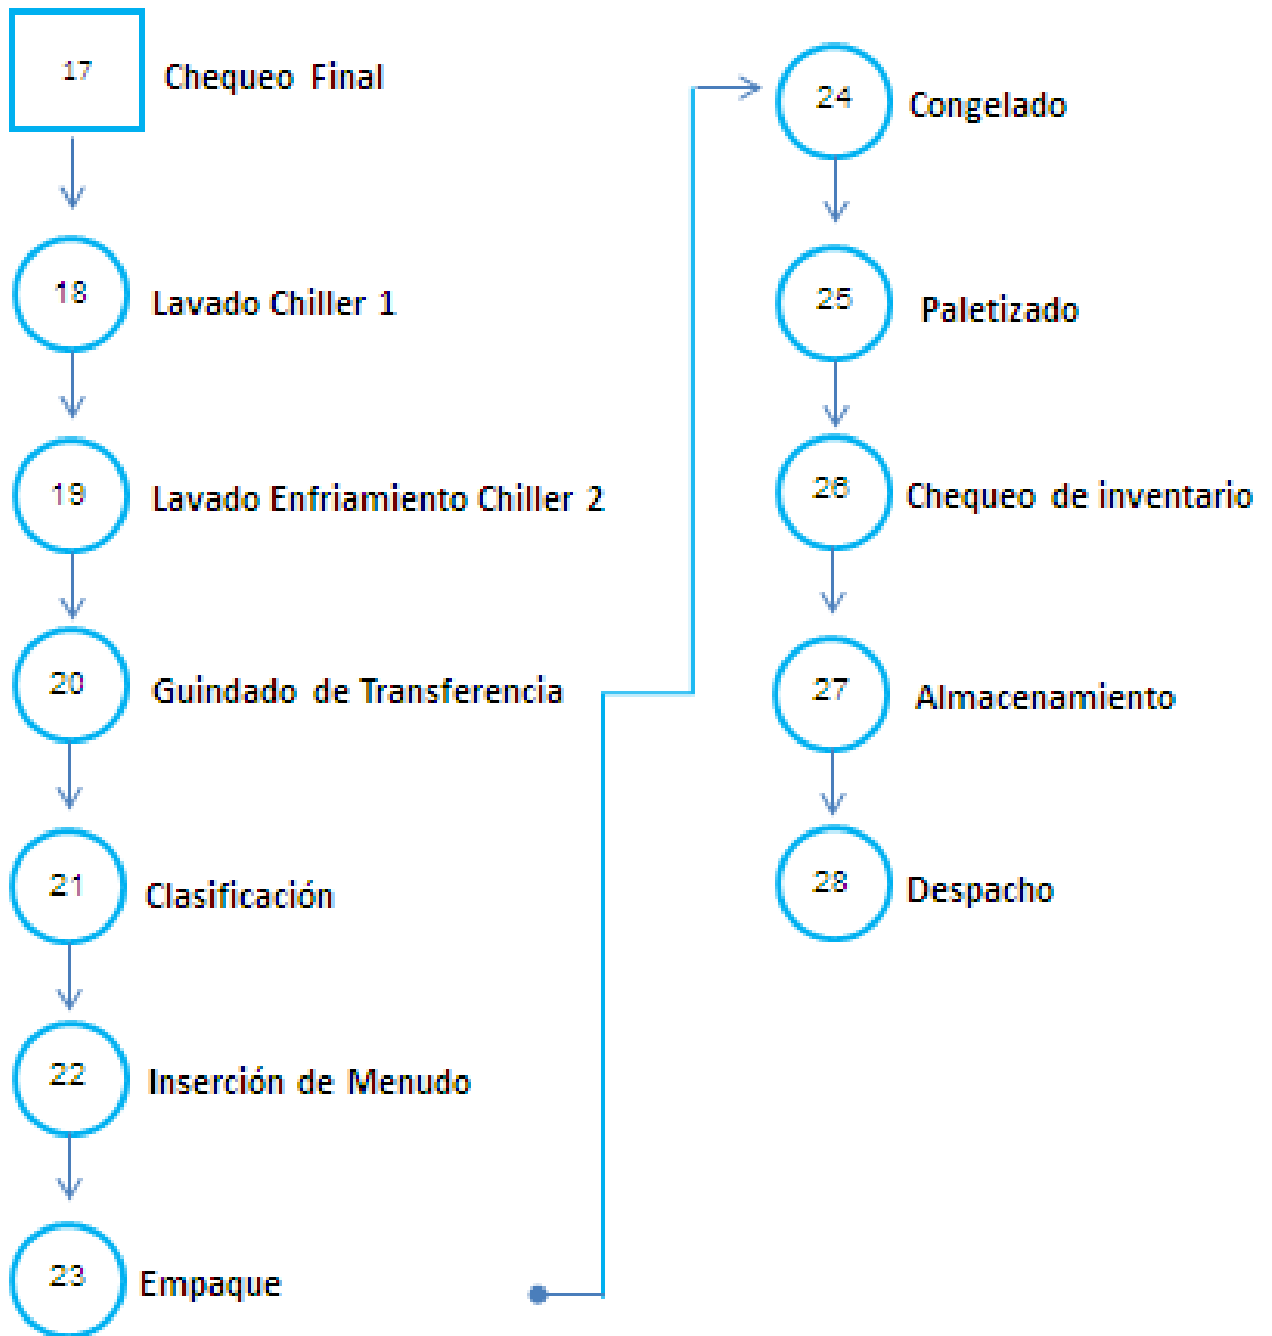 17 Chequeo Final
18 Lavado Chiller 1
19 Lavado Enfriamiento Chiller 2
20 Guindado de Transferencia
21 Clasificación
22 Inserción de Menudo
23 Empaque
24 Congelado
25 Paletizado
26 Chequeo de inventario
27 Almacenamiento
28 Despacho